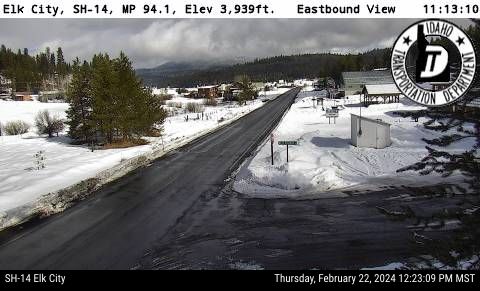 Elk City, SH-14, MP 94.1, Elev 3,939ft. Eastbound View 11:13:10
IDAHO
TRANSPORTATION DEPARTMENT
SH-14 Elk City Thursday, February 22, 2024 12:23:09 PM MST